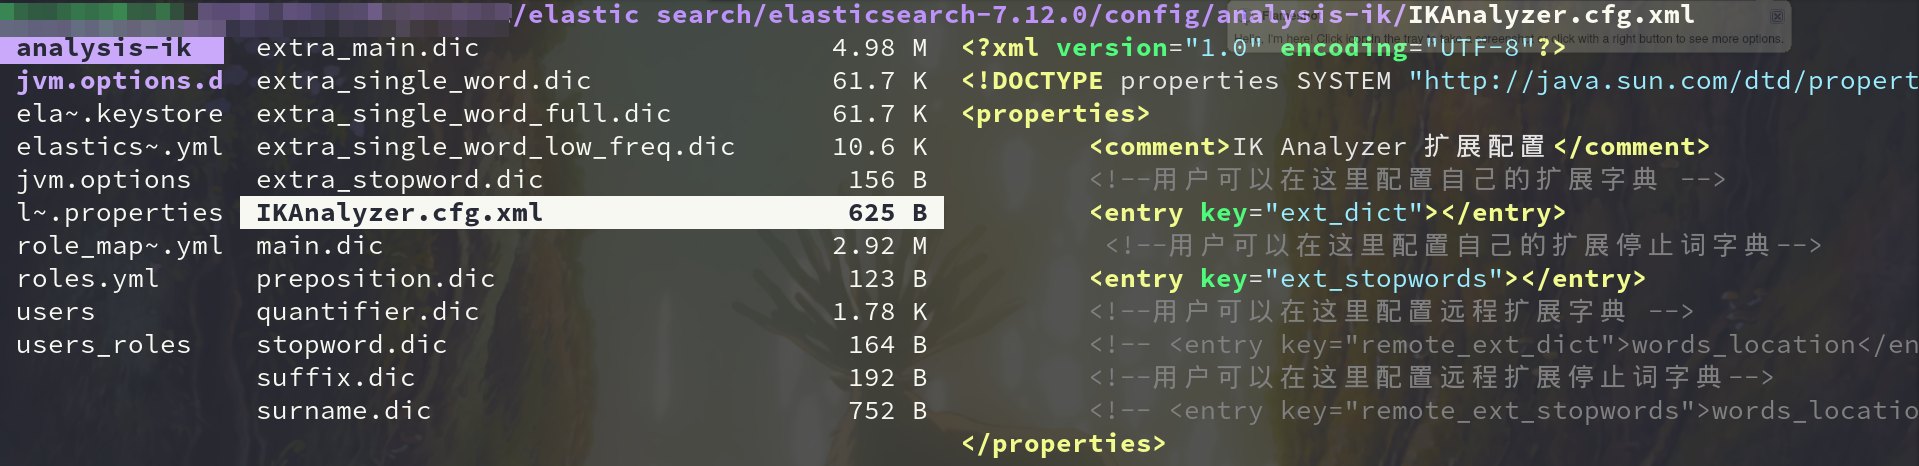 /elastic search/elasticsearch-7.12.0/config/analysis-ik/IKAnalyzer.cfg.xml
analysis-ik
jvm.options.d
ela~.keystore
elastics~.yml
jvm.options
l~.properties
role_map~.yml
roles.yml
users
users_roles
extra_main.dic 4.98 M
extra_single_word.dic 61.7 K
extra_single_word_full.dic 61.7 K
extra_single_word_low_freq.dic 10.6 K
extra_stopword.dic 156 B
IKAnalyzer.cfg.xml 625 B
main.dic 2.92 M
preposition.dic 123 B
quantifier.dic 1.78 K
stopword.dic 164 B
suffix.dic 192 B
surname.dic 752 B
<?xml version="1.0" encoding="UTF-8"?>
<!DOCTYPE properties SYSTEM "http://java.sun.com/dtd/propert
<properties>
<comment>IK Analyzer 扩展配置</comment>
<!--用户可以在这里配置自己的扩展字典 -->
<entry key="ext_dict"></entry>
<!--用户可以在这里配置自己的扩展停止词字典-->
<entry key="ext_stopwords"></entry>
<!--用户可以在这里配置远程扩展字典 -->
<!-- <entry key="remote_ext_dict">words_location</en
<!--用户可以在这里配置远程扩展停止词字典-->
<!-- <entry key="remote_ext_stopwords">words_locatio
</properties>